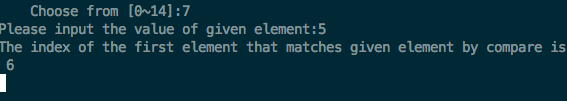 Choose from [0~14]:7
Please input the value of given element:5
The index of the first element that matches given element by compare is
6